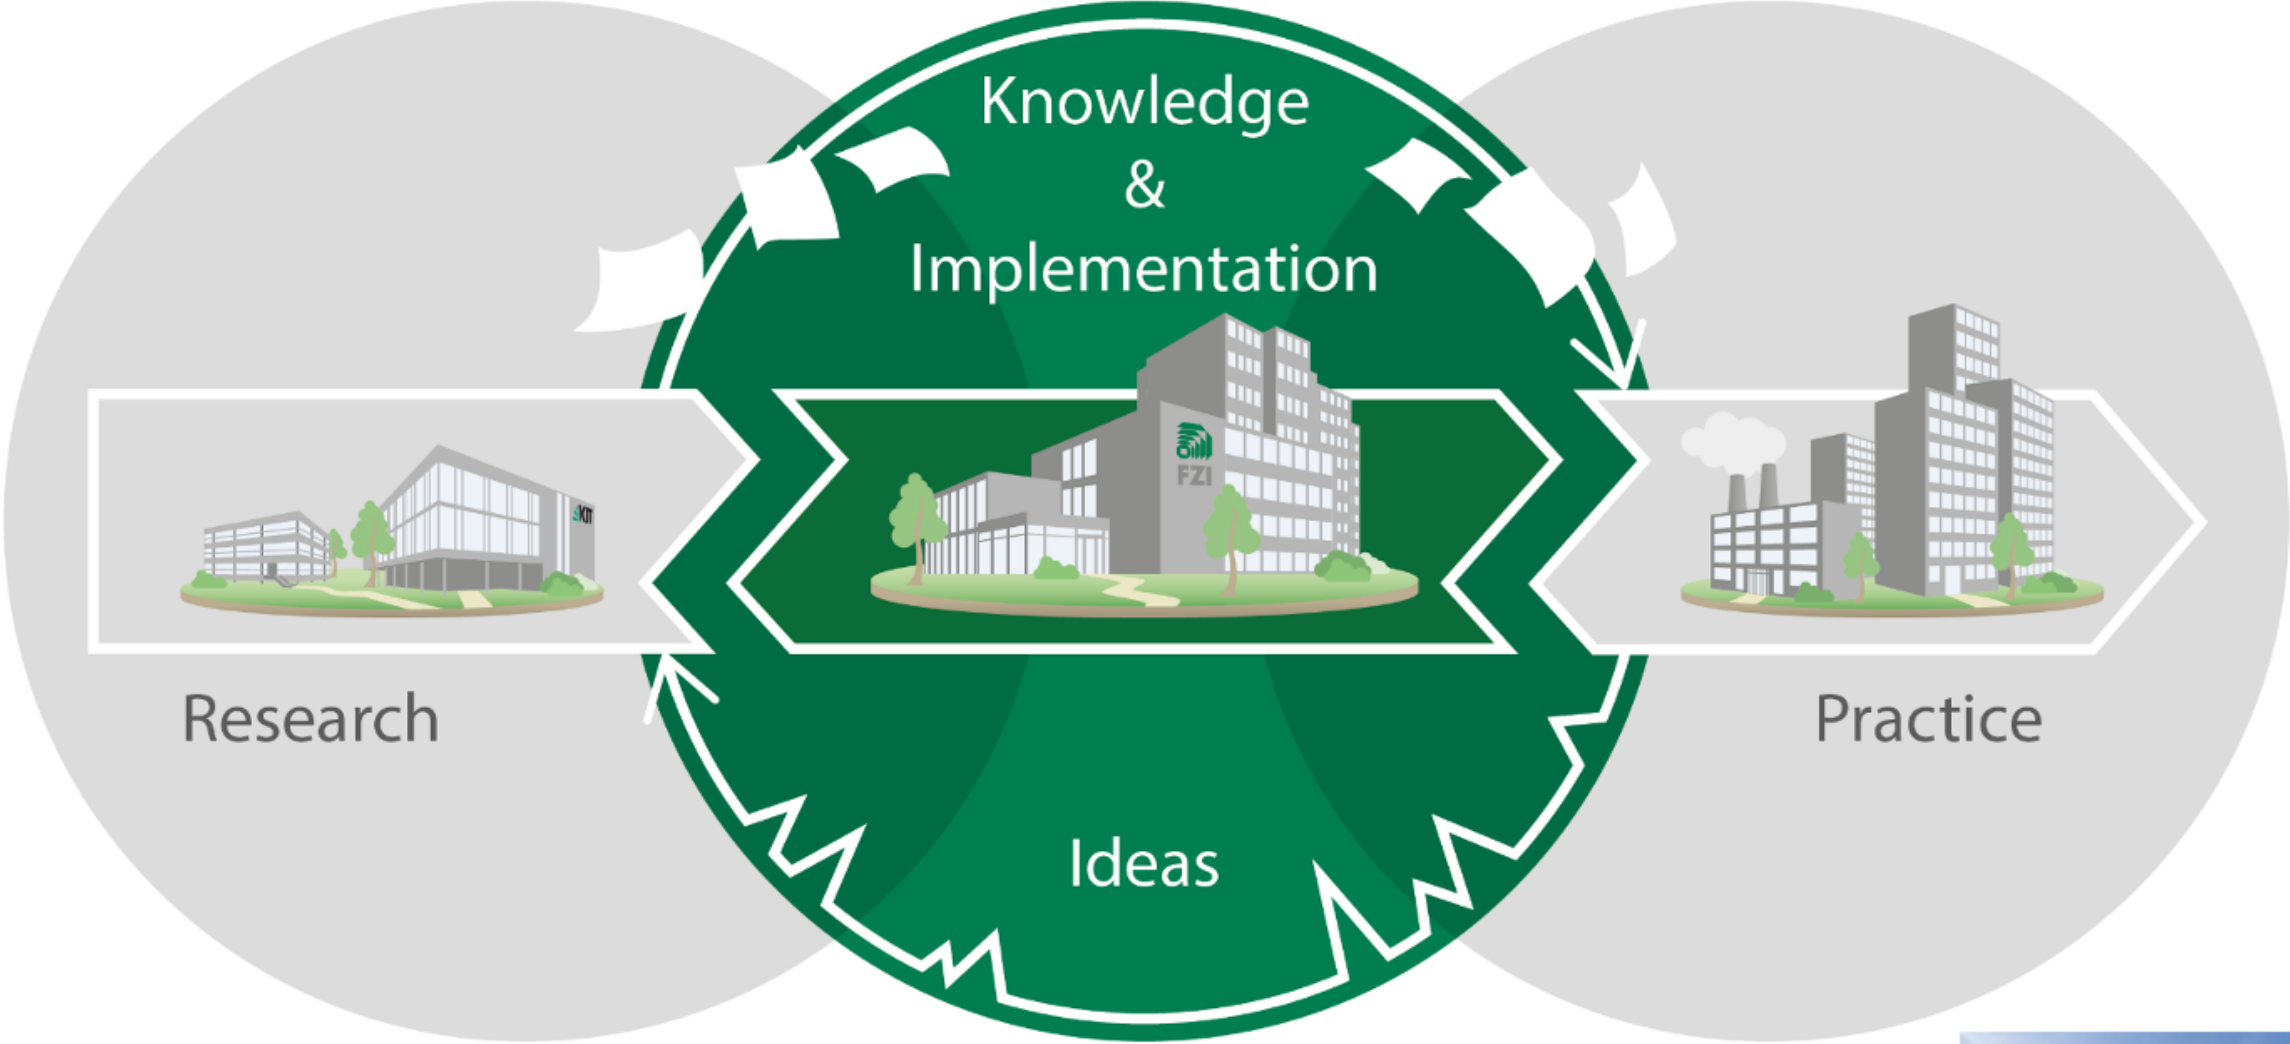 Knowledge
&
Implementation
FZI
KIT
Research
Practice
Ideas